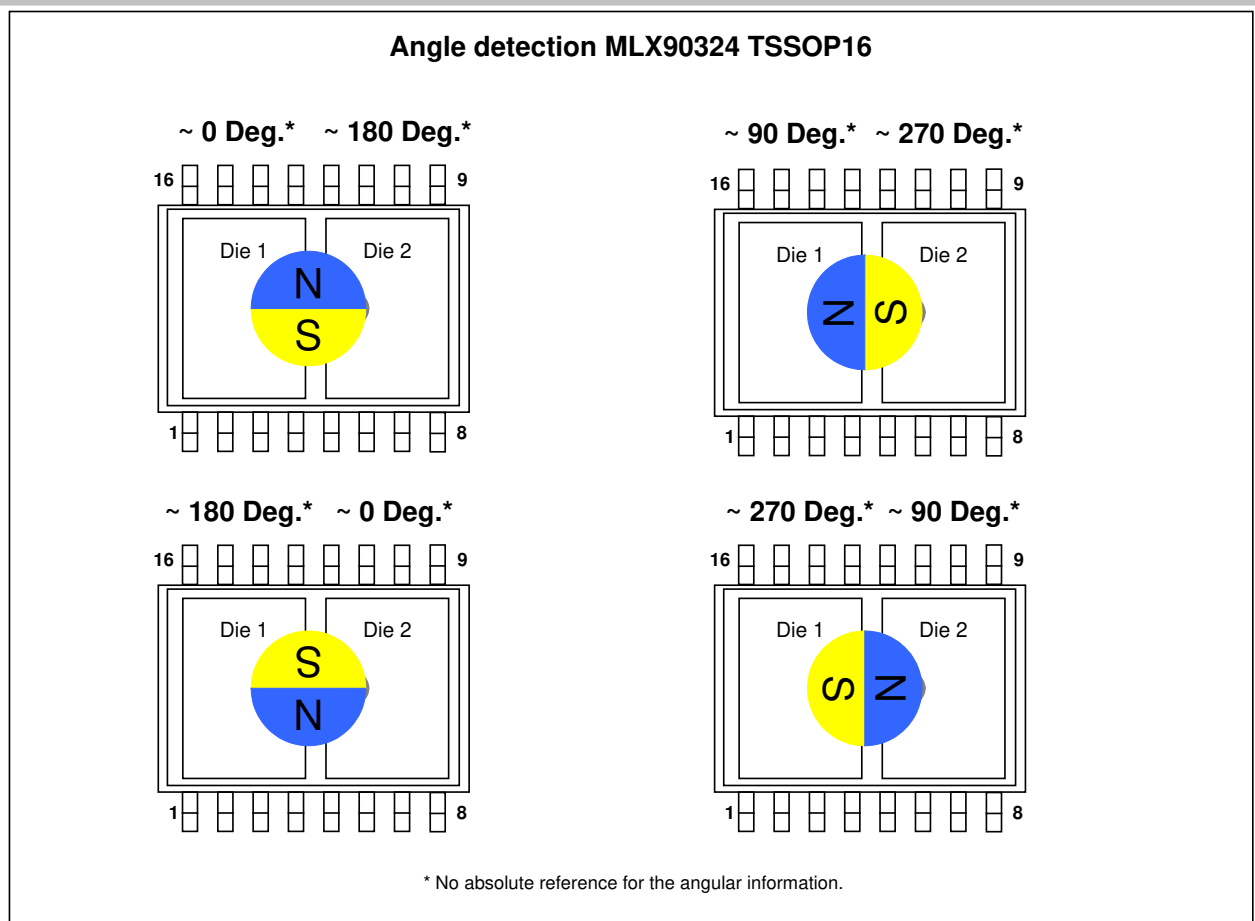 Angle detection MLX90324 TSSOP16
~ 0 Deg.* ~ 180 Deg.*
16 9
Die 1 Die 2
N
S
1 8
~ 90 Deg.* ~ 270 Deg.*
16 9
Die 1 Die 2
N S
1 8
~ 180 Deg.* ~ 0 Deg.*
16 9
Die 1 Die 2
S
N
1 8
~ 270 Deg.* ~ 90 Deg.*
16 9
Die 1 Die 2
S N
1 8
* No absolute reference for the angular information.